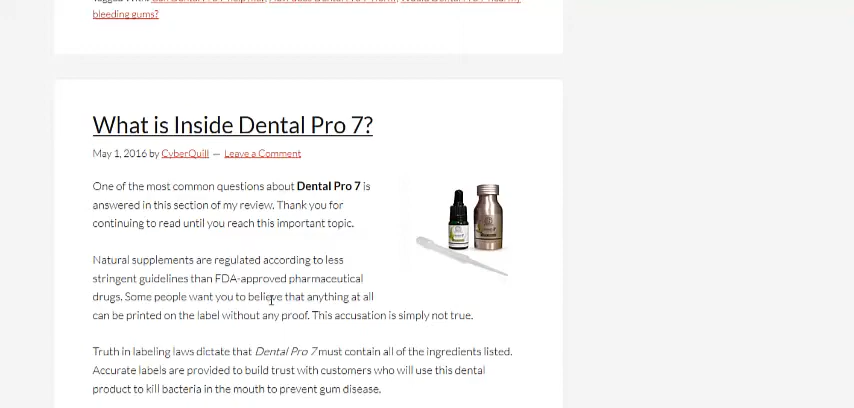 bleeding gums?
What is Inside Dental Pro 7?
May 1, 2016 by CyberQuill — Leave a Comment
One of the most common questions about Dental Pro 7 is
answered in this section of my review. Thank you for
continuing to read until you reach this important topic.
Natural supplements are regulated according to less
stringent guidelines than FDA-approved pharmaceutical
drugs. Some people want you to believe that anything at all
can be printed on the label without any proof. This accusation is simply not true.
Truth in labeling laws dictate that Dental Pro 7 must contain all of the ingredients listed.
Accurate labels are provided to build trust with customers who will use this dental
product to kill bacteria in the mouth to prevent gum disease.